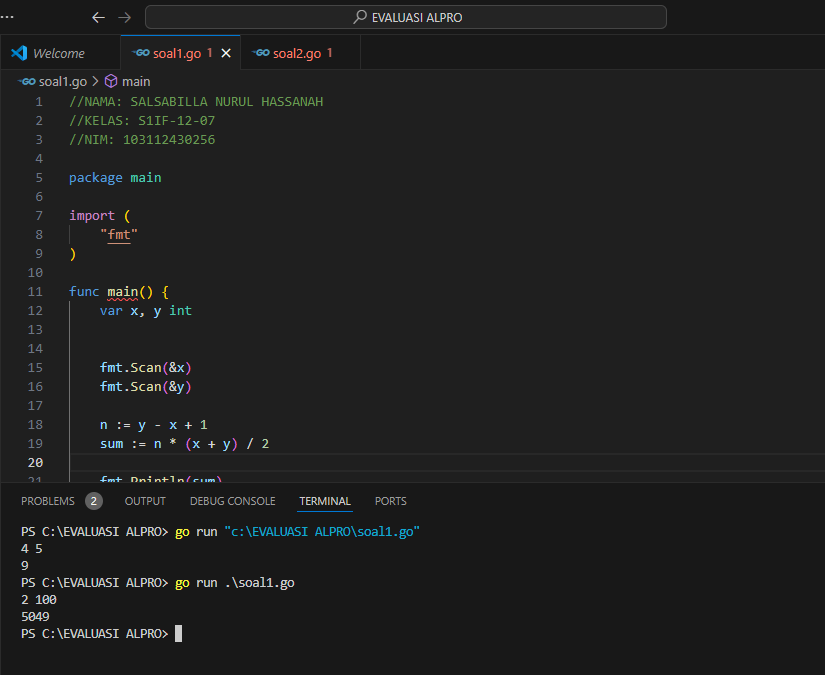 EVALUASI ALPRO
Welcome
soal1.go 1
soal2.go 1
soal1.go > main
1 //NAMA: SALSABILLA NURUL HASSANAH
2 //KELAS: S1IF-12-07
3 //NIM: 103112430256
4
5 package main
6
7 import (
8 "fmt"
9 )
10
11 func main() {
12 var x, y int
13
14
15 fmt.Scan(&x)
16 fmt.Scan(&y)
17
18 n := y - x + 1
19 sum := n * (x + y) / 2
20
21 fmt.Println(sum)
PROBLEMS 2 OUTPUT DEBUG CONSOLE TERMINAL PORTS
PS C:\EVALUASI ALPRO> go run "c:\EVALUASI ALPRO\soal1.go"
4 5
9
PS C:\EVALUASI ALPRO> go run .\soal1.go
2 100
5049
PS C:\EVALUASI ALPRO>